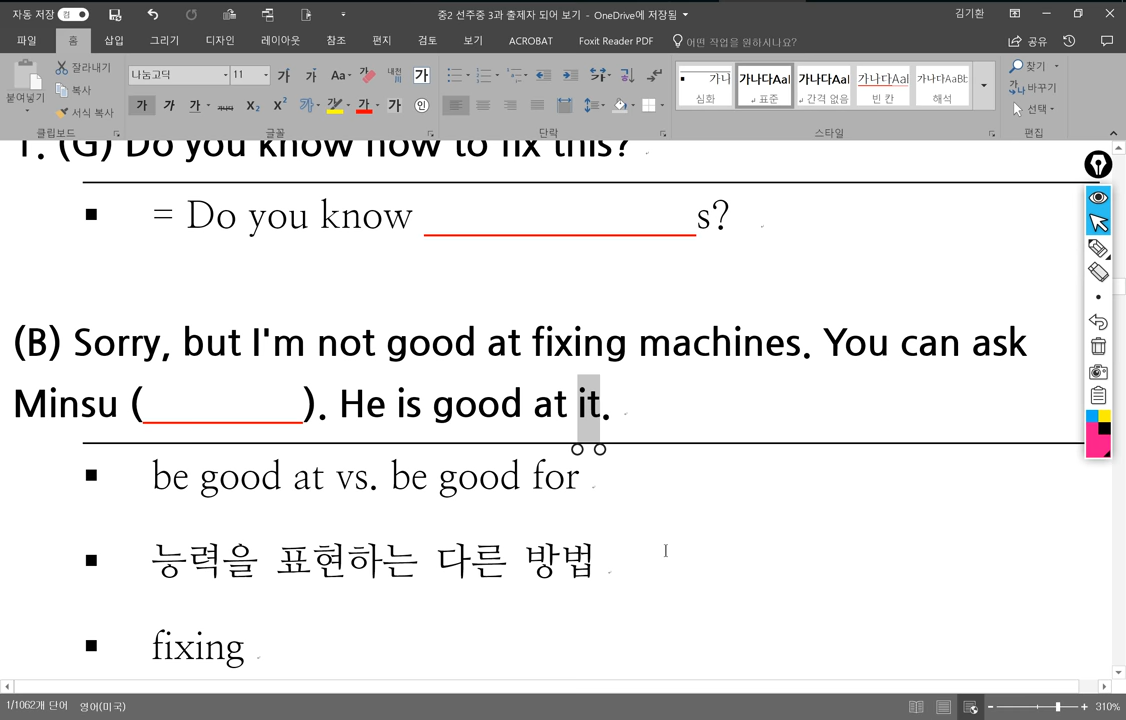 자동 저장 컴 중2 선주중 3과 출제자 되어 보기 - OneDrive에 저장됨 김기환
파일 홈 삽입 그리기 디자인 레이아웃 참조 편지 검토 보기 ACROBAT Foxit Reader PDF 어떤 작업을 원하시나요? 공유
붙여넣기 잘라내기 복사 서식 복사
나눔고딕 11
가나 심화 가나다AaI 표준 가나다AaI 간격 없음 가나다AaI 빈 칸 가나다AaBb 해석
찾기 바꾸기 선택
클립보드 글꼴 단락 스타일 편집
1. (G) Do you know how to fix this?
= Do you know s?
(B) Sorry, but I'm not good at fixing machines. You can ask
Minsu ( ). He is good at it.
be good at vs. be good for
능력을 표현하는 다른 방법
fixing
1/1062개 단어 영어(미국) 310%